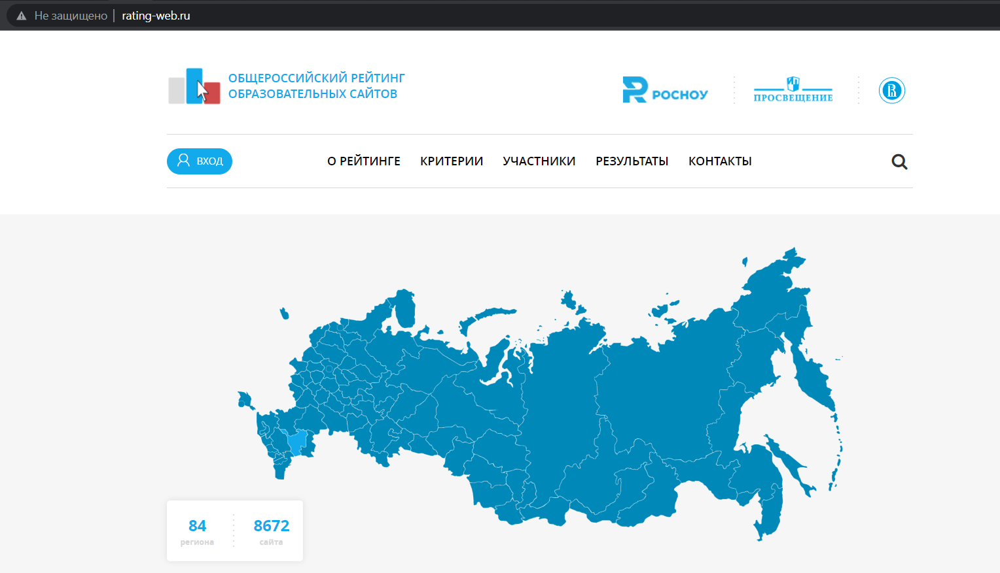 Не защищено | rating-web.ru
ОБЩЕРОССИЙСКИЙ РЕЙТИНГ
ОБРАЗОВАТЕЛЬНЫХ САЙТОВ
РОСНОУ
ИП
ПРОСВЕЩЕНИЕ
ВХОД
О РЕЙТИНГЕ
КРИТЕРИИ
УЧАСТНИКИ
РЕЗУЛЬТАТЫ
КОНТАКТЫ
84
региона
8672
сайта